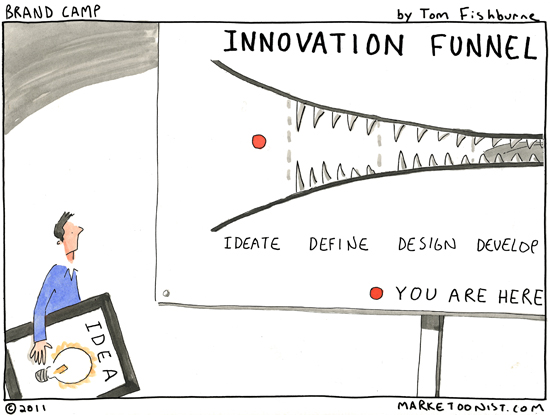 BRAND CAMP
by Tom Fishburne
INNOVATION FUNNEL
IDEATE DEFINE DESIGN DEVELOP
YOU ARE HERE
IDEA
©2011
MARKETOONIST.COM